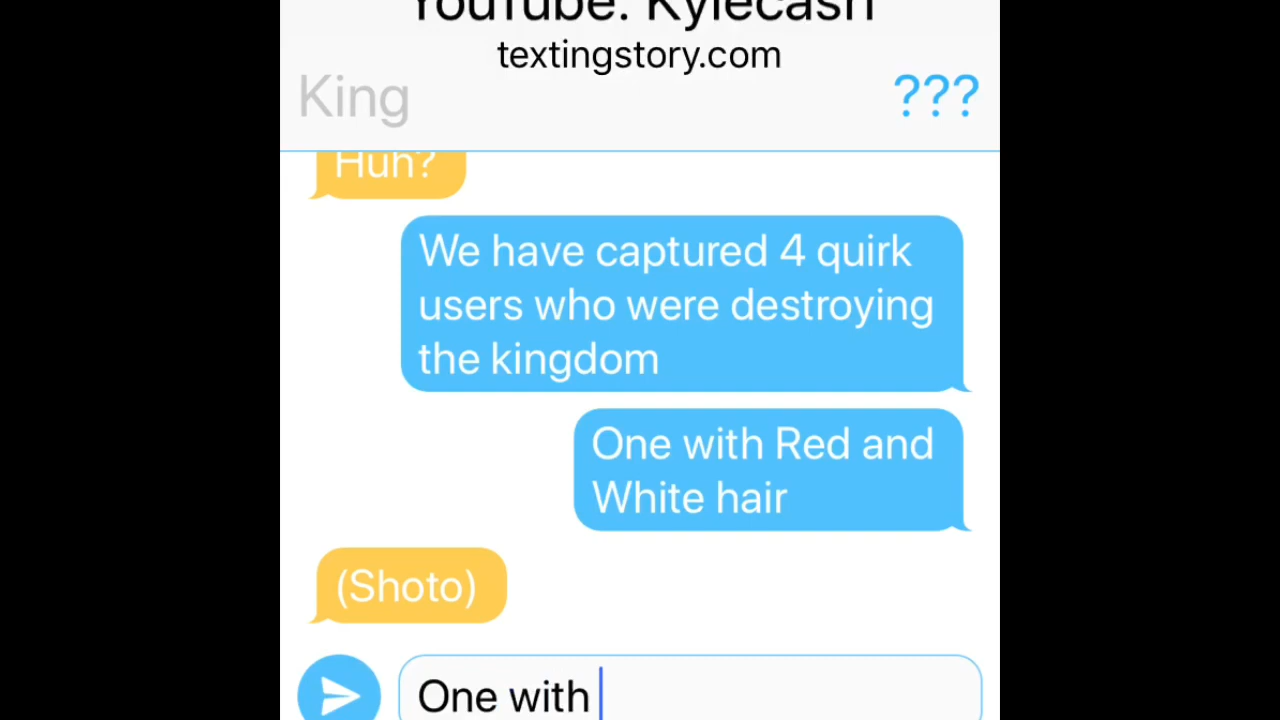 YouTube: Kylecash
textingstory.com
King
???
Huh?
We have captured 4 quirk
users who were destroying
the kingdom
One with Red and
White hair
(Shoto)
One with